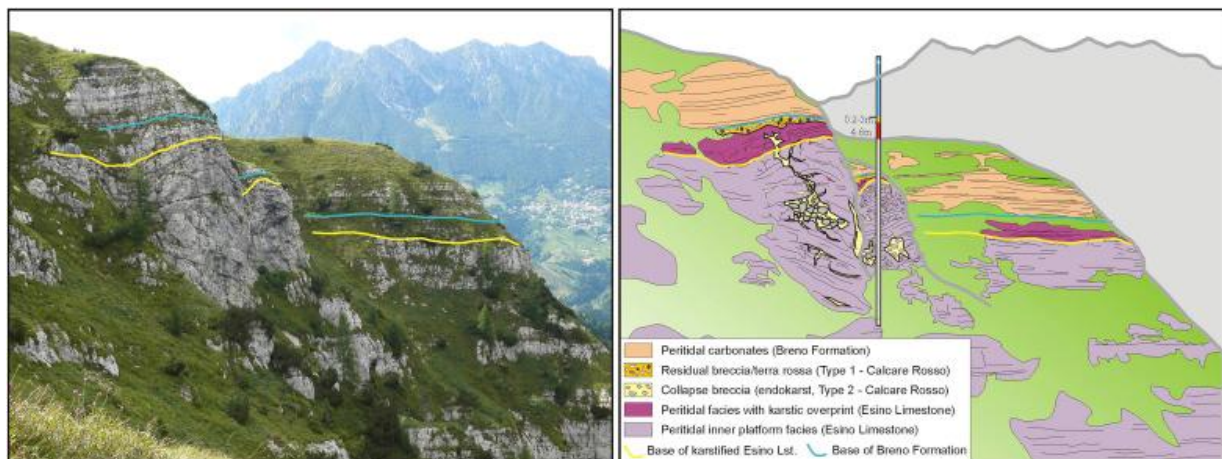 0.2-3m
4-6m
Peritidal carbonates (Breno Formation)
Residual breccia/terra rossa (Type 1 - Calcare Rosso)
Collapse breccia (endokarst, Type 2 - Calcare Rosso)
Peritidal facies with karstic overprint (Esino Limestone)
Peritidal inner platform facies (Esino Limestone)
Base of karstified Esino Lst. Base of Breno Formation